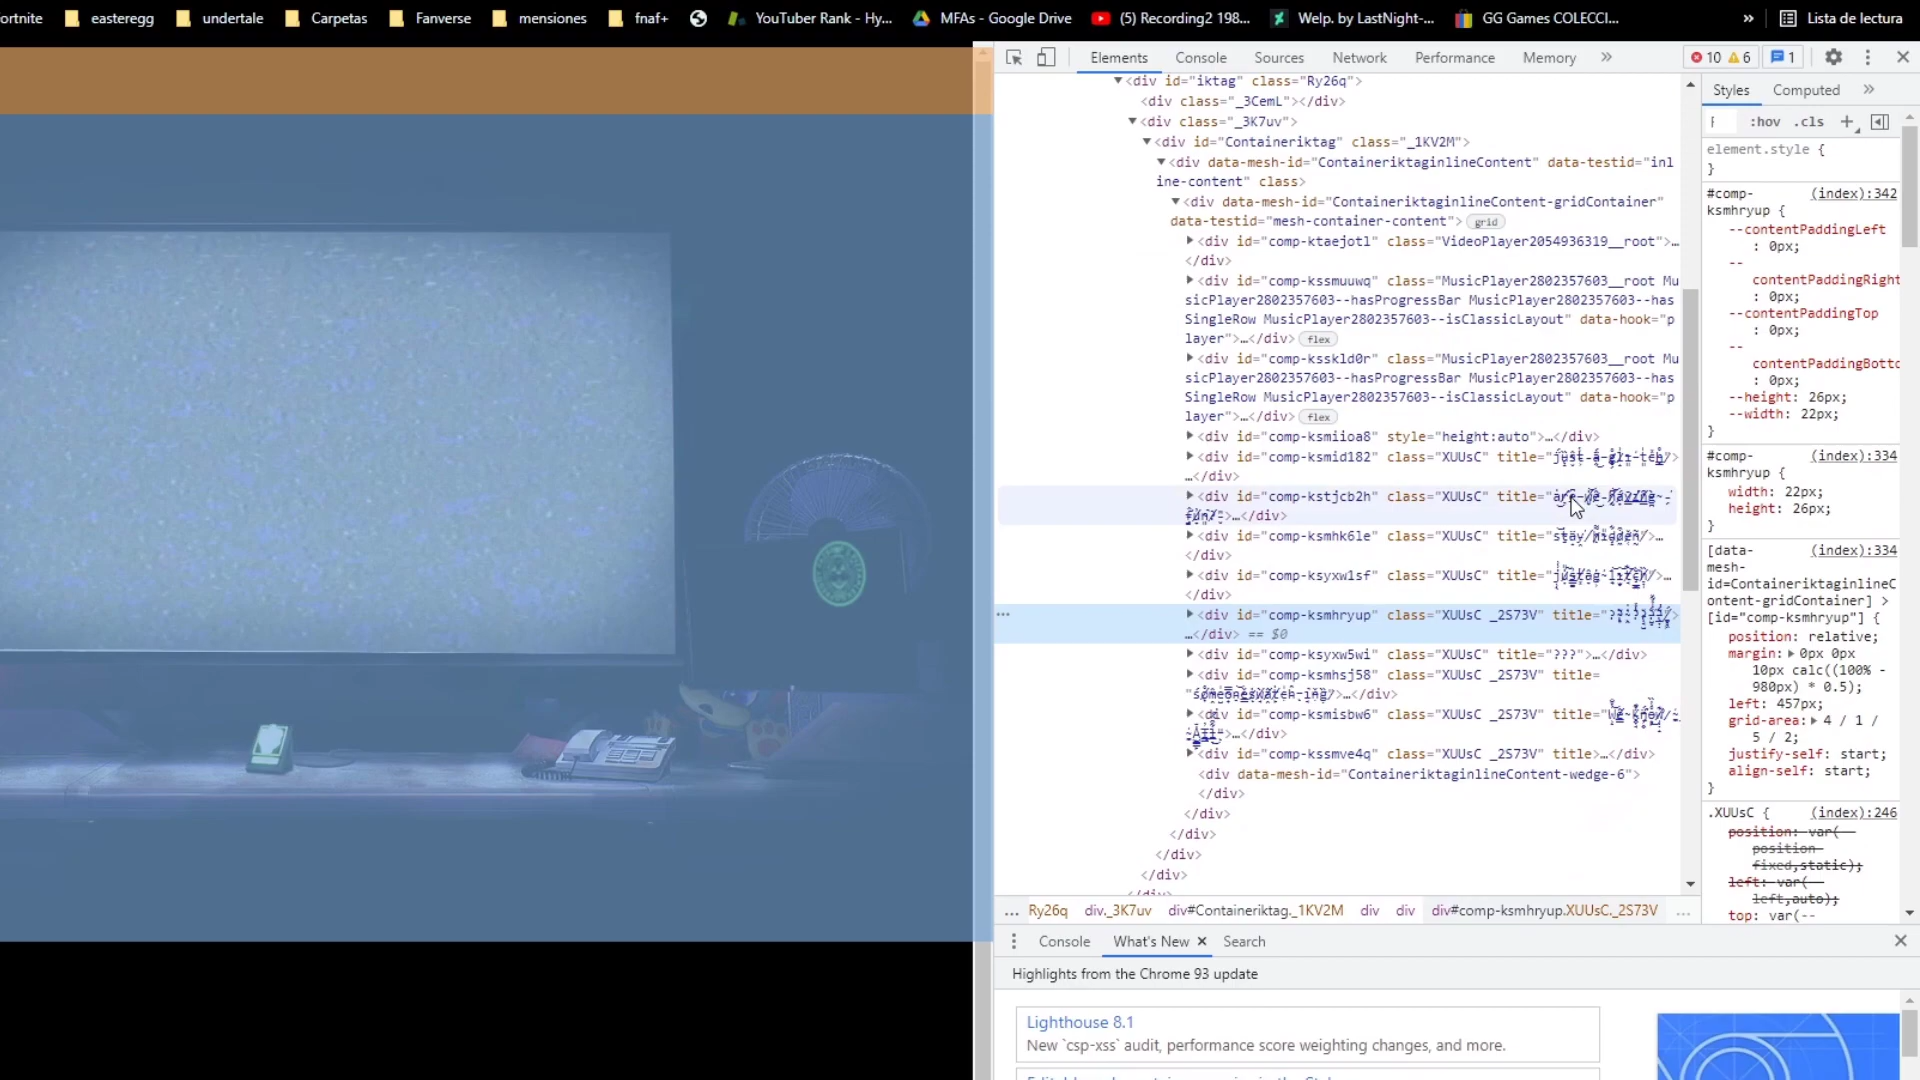 ortnite easteregg undertale Carpetas Fanverse mensiones fnaf+ YouTuber Rank - Hy... MFAs - Google Drive (5) Recording2 198... Welp. by LastNight-... GG Games COLECCI... » Lista de lectura
Elements Console Sources Network Performance Memory » 10 6 1
<div id="iktag" class="Ry26q">
<div class="_3CemL"></div>
<div class="_3K7uv">
<div id="Containeriktag" class="_1KV2M">
<div data-mesh-id="ContaineriktaginlineContent" data-testid="inl
ine-content" class>
<div data-mesh-id="ContaineriktaginlineContent-gridContainer"
data-testid="mesh-container-content"> grid
<div id="comp-ktaejotl" class="VideoPlayer2054936319__root">…
</div>
<div id="comp-kssmuuwq" class="MusicPlayer2802357603__root Mu
sicPlayer2802357603--hasProgressBar MusicPlayer2802357603--has
SingleRow MusicPlayer2802357603--isClassicLayout" data-hook="p
layer">…</div> flex
<div id="comp-ksskld0r" class="MusicPlayer2802357603__root Mu
sicPlayer2802357603--hasProgressBar MusicPlayer2802357603--has
SingleRow MusicPlayer2802357603--isClassicLayout" data-hook="p
layer">…</div> flex
<div id="comp-ksmiioa8" style="height:auto">…</div>
<div id="comp-ksmid182" class="XUUsC" title="
…</div>
<div id="comp-kstjcb2h" class="XUUsC" title="
…</div>
<div id="comp-ksmhk6le" class="XUUsC" title="
</div>
<div id="comp-ksyxw1sf" class="XUUsC" title="
</div>
<div id="comp-ksmhryup" class="XUUsC _2S73V" title="
…</div> == $0
<div id="comp-ksyxw5wi" class="XUUsC" title="???">…</div>
<div id="comp-ksmhsj58" class="XUUsC _2S73V" title=
…</div>
<div id="comp-ksmisbw6" class="XUUsC _2S73V" title="
…</div>
<div id="comp-kssmve4q" class="XUUsC _2S73V" title>…</div>
<div data-mesh-id="ContaineriktaginlineContent-wedge-6">
</div>
</div>
</div>
</div>
</div>
... Ry26q div._3K7uv div#Containeriktag._1KV2M div div div#comp-ksmhryup.XUUsC._2S73V ...
Styles Computed »
:hov .cls +
element.style {
}
#comp- (index):342
ksmhryup {
--contentPaddingLeft
: 0px;
--
contentPaddingRight
: 0px;
--contentPaddingTop
: 0px;
--
contentPaddingBotto
: 0px;
--height: 26px;
--width: 22px;
}
#comp- (index):334
ksmhryup {
width: 22px;
height: 26px;
}
[data- (index):334
mesh-
id=ContaineriktaginlineC
ontent-gridContainer] >
[id="comp-ksmhryup"] {
position: relative;
margin: 0px 0px
10px calc((100% -
980px) * 0.5);
left: 457px;
grid-area: 4 / 1 /
5 / 2;
justify-self: start;
align-self: start;
}
.XUUsC { (index):246
position: var(--
position-
fixed,static);
left: var(--
left,auto);
top: var(--
Console What's New × Search
Highlights from the Chrome 93 update
Lighthouse 8.1
New `csp-xss` audit, performance score weighting changes, and more.